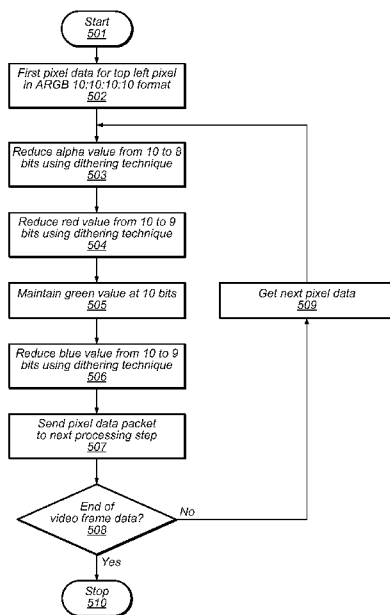 Start
501
First pixel data for top left pixel
in ARGB 10:10:10:10 format
502
Reduce alpha value from 10 to 8
bits using dithering technique
503
Reduce red value from 10 to 9
bits using dithering technique
504
Maintain green value at 10 bits
505
Get next pixel data
509
Reduce blue value from 10 to 9
bits using dithering technique
506
Send pixel data packet
to next processing step
507
End of
video frame data?
508
No
Yes
Stop
510